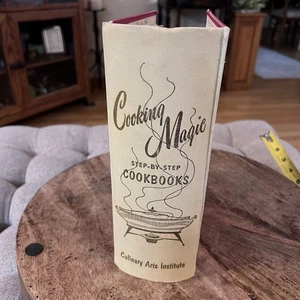 Cooking
Magic
STEP-BY-STEP
COOKBOOKS
Culinary Arts Institute